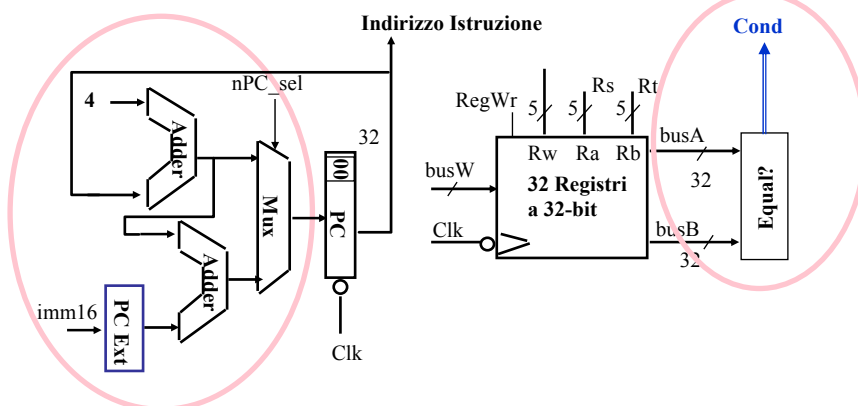 Indirizzo Istruzione
Cond
nPC_sel
4
Adder
32
RegWr
5
5
Rs
5
Rt
busA
Rw
Ra
Rb
32
busW
32 Registri
a 32-bit
Equal?
00
PC
Mux
Clk
busB
32
Adder
imm16
PC Ext
Clk